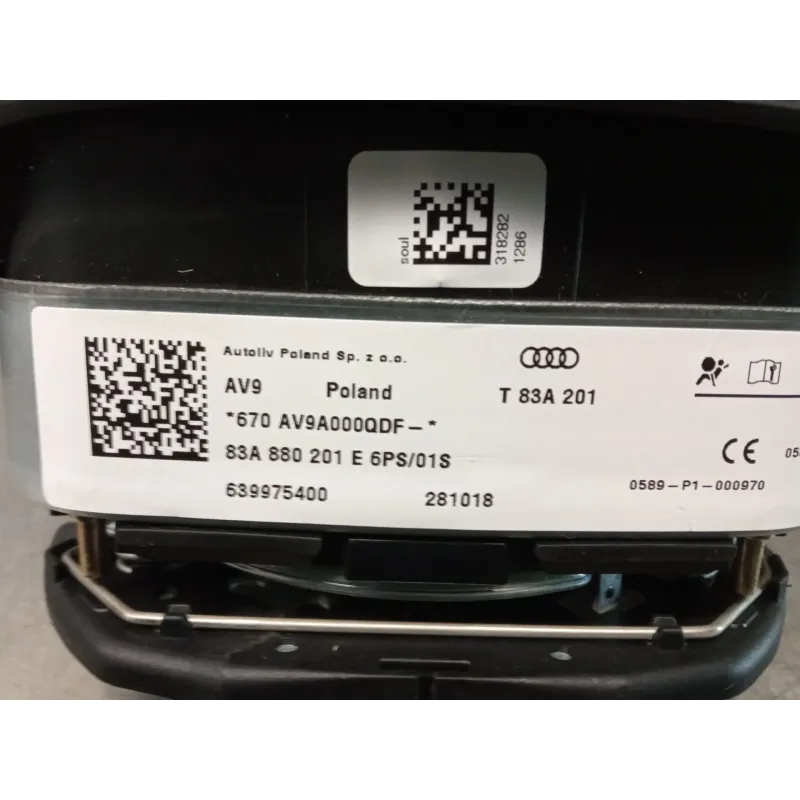 soul
318282
1286
Autoliv Poland Sp. z o.o.
AV9 Poland T 83A 201
*670 AV9A000QDF-*
83A 880 201 E 6PS/01S
CE
639975400 281018
0589-P1-000970